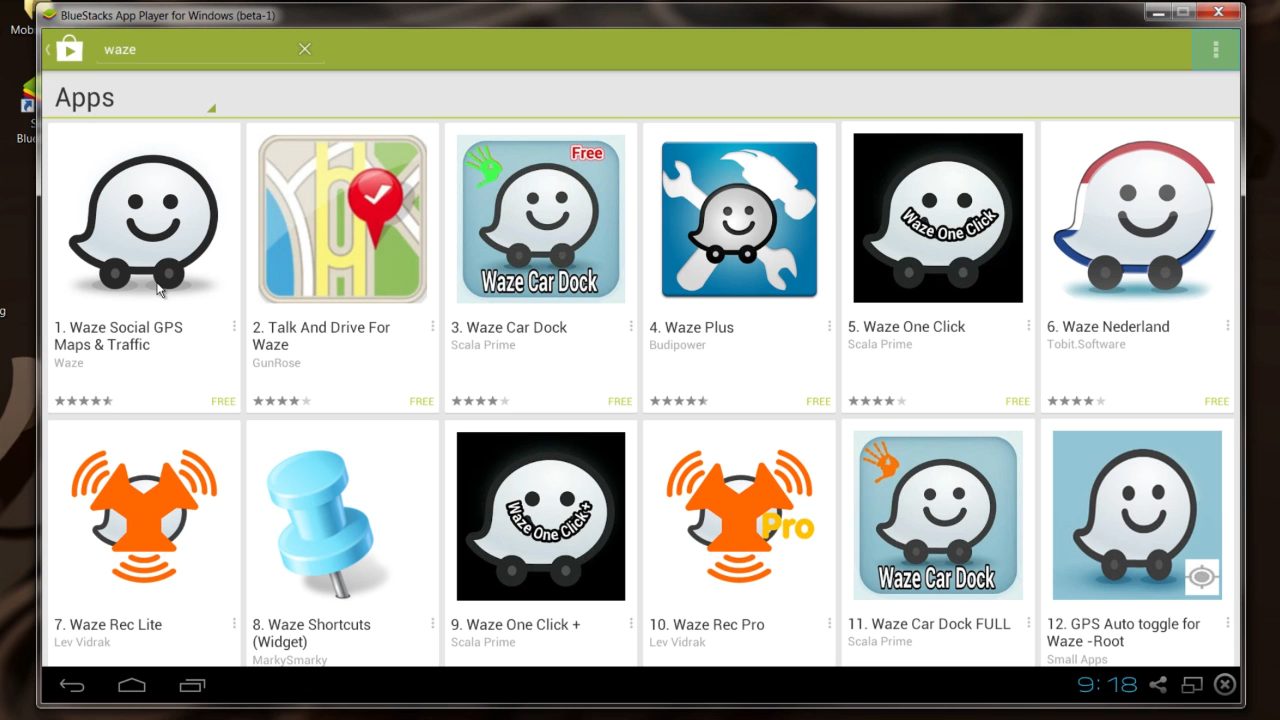 BlueStacks App Player for Windows (beta-1)
Mob
waze
Apps
Free
Waze Car Dock
Waze One Click
1. Waze Social GPS
Maps & Traffic
Waze
FREE
2. Talk And Drive For
Waze
GunRose
FREE
3. Waze Car Dock
Scala Prime
FREE
4. Waze Plus
Budipower
FREE
5. Waze One Click
Scala Prime
FREE
6. Waze Nederland
Tobit.Software
FREE
Blu
g
Waze One Click+
Pro
Waze Car Dock
7. Waze Rec Lite
Lev Vidrak
8. Waze Shortcuts
(Widget)
MarkySmarky
9. Waze One Click +
Scala Prime
10. Waze Rec Pro
Lev Vidrak
11. Waze Car Dock FULL
Scala Prime
12. GPS Auto toggle for
Waze -Root
Small Apps
9:18